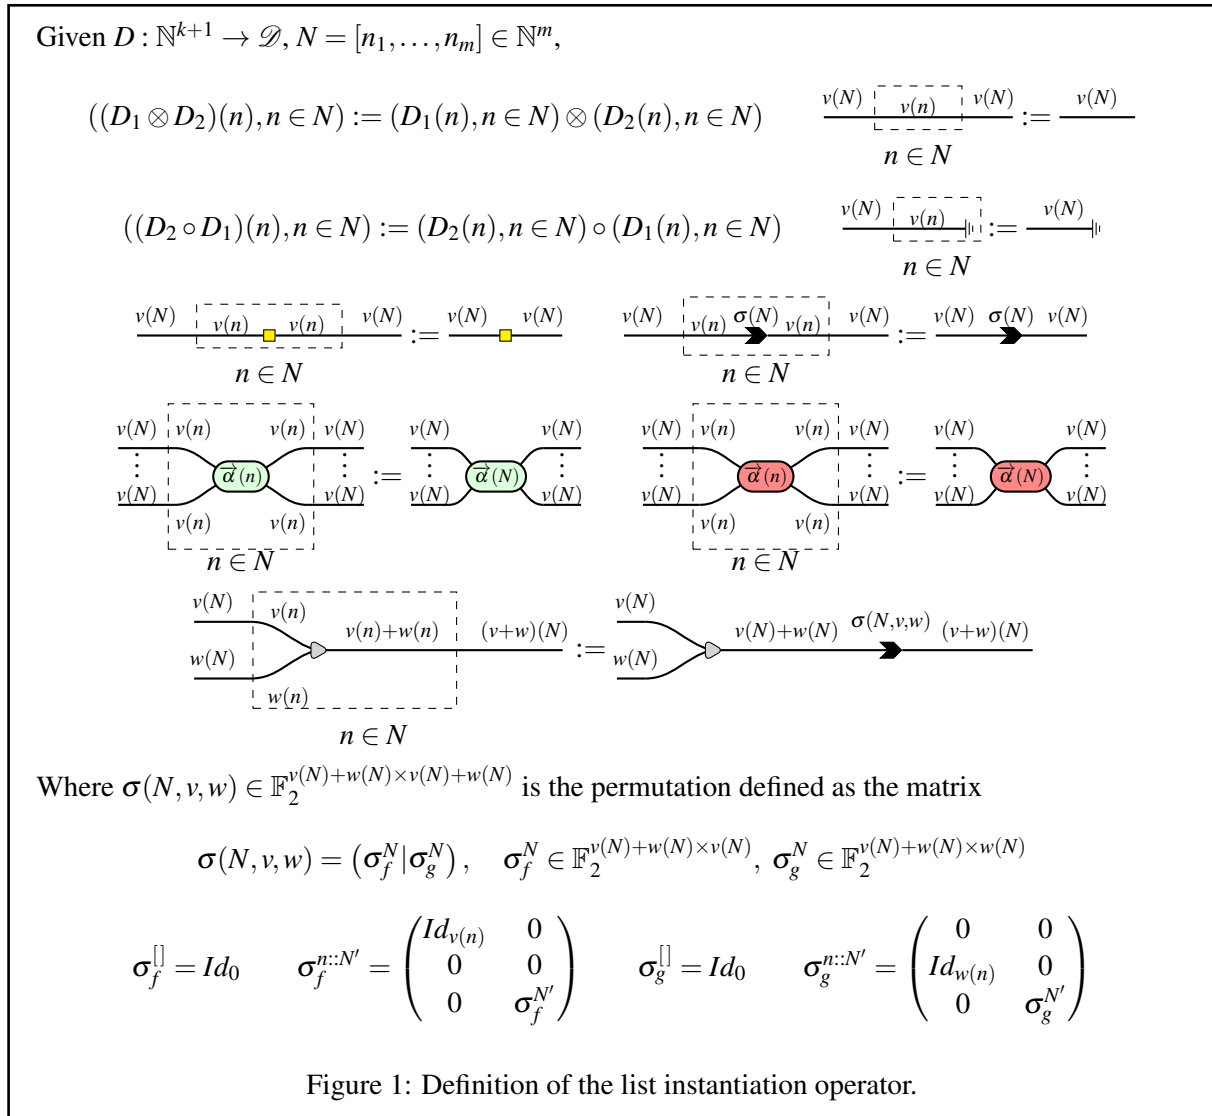 Given D : ℕ^{k+1} → 𝒟, N = [n_1, …, n_m] ∈ ℕ^m,
((D_1 ⊗ D_2)(n), n ∈ N) := (D_1(n), n ∈ N) ⊗ (D_2(n), n ∈ N) v(N) v(n) v(N) := v(N)
n ∈ N
((D_2 ∘ D_1)(n), n ∈ N) := (D_2(n), n ∈ N) ∘ (D_1(n), n ∈ N) v(N) v(n) := v(N)
n ∈ N
v(N) v(n) v(n) v(N) := v(N) v(N) v(N) v(n) σ(N) v(n) v(N) := v(N) σ(N) v(N)
n ∈ N n ∈ N
v(N) v(n) v(n) v(N) v(N) v(N) v(N) v(n) v(n) v(N) v(N) v(N)
⋮ α⃗(n) ⋮ := ⋮ α⃗(N) ⋮ ⋮ α⃗(n) ⋮ := ⋮ α⃗(N) ⋮
v(N) v(N) v(N) v(N) v(N) v(N) v(N) v(N)
v(n) v(n) v(n) v(n)
n ∈ N n ∈ N
v(N) v(n) v(N)
v(n)+w(n) (v+w)(N) := v(N)+w(N) σ(N,v,w) (v+w)(N)
w(N) w(N)
w(n)
n ∈ N
Where σ(N, v, w) ∈ 𝔽_2^{v(N)+w(N)×v(N)+w(N)} is the permutation defined as the matrix
σ(N, v, w) = (σ_f^N | σ_g^N), σ_f^N ∈ 𝔽_2^{v(N)+w(N)×v(N)}, σ_g^N ∈ 𝔽_2^{v(N)+w(N)×w(N)}
Id_{v(n)} 0 0 0
σ_f^{[]} = Id_0 σ_f^{n::N′} = ( 0 0 ) σ_g^{[]} = Id_0 σ_g^{n::N′} = ( Id_{w(n)} 0 )
0 σ_f^{N′} 0 σ_g^{N′}
Figure 1: Definition of the list instantiation operator.